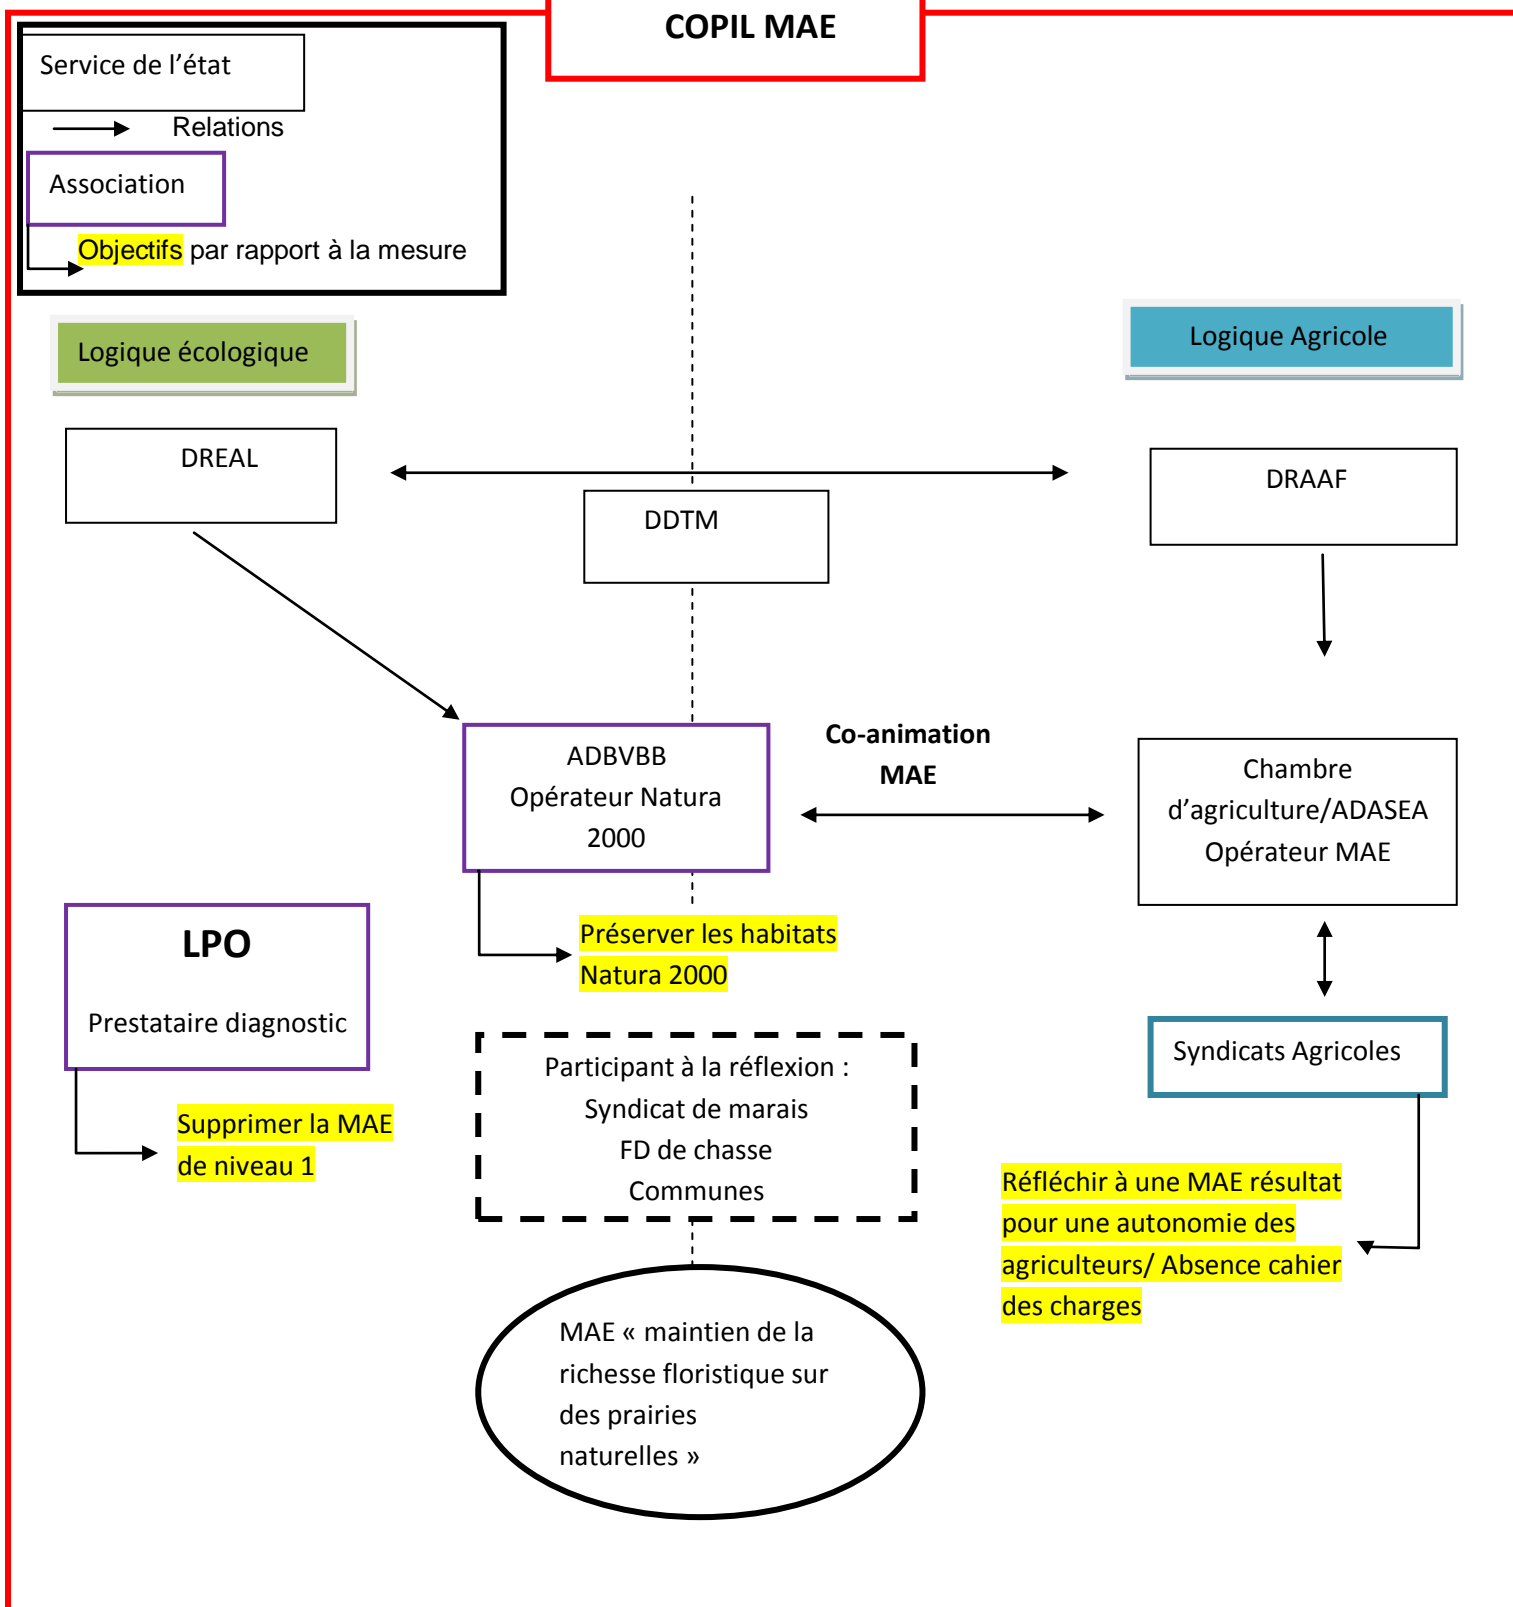 COPIL MAE
Service de l'état
Relations
Association
Objectifs par rapport à la mesure
Logique écologique
Logique Agricole
DREAL
DDTM
DRAAF
ADBVBB
Opérateur Natura
2000
Co-animation
MAE
Chambre
d'agriculture/ADASEA
Opérateur MAE
Préserver les habitats
Natura 2000
LPO
Prestataire diagnostic
Supprimer la MAE
de niveau 1
Participant à la réflexion :
Syndicat de marais
FD de chasse
Communes
Syndicats Agricoles
Réfléchir à une MAE résultat
pour une autonomie des
agriculteurs/ Absence cahier
des charges
MAE « maintien de la
richesse floristique sur
des prairies
naturelles »